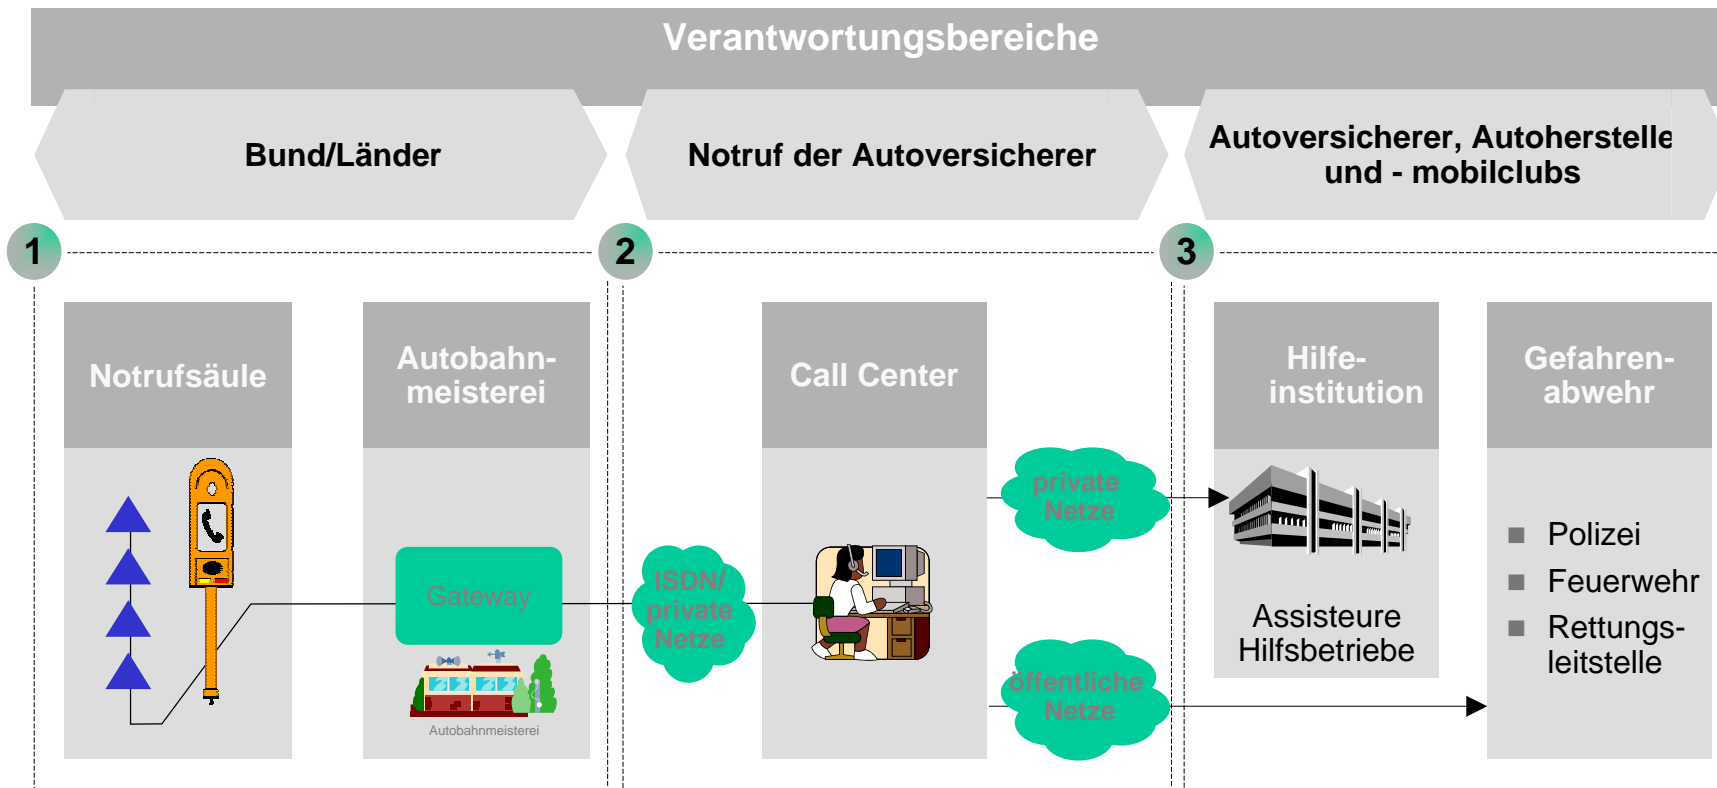 Verantwortungsbereiche
Bund/Länder
Notruf der Autoversicherer
Autoversicherer, Autoherstelle
und - mobilclubs
1
2
3
Notrufsäule
Autobahn-
meisterei
Call Center
Hilfe-
institution
Gefahren-
abwehr
Gateway
Autobahnmeisterei
ISDN/
private
Netze
private
Netze
öffentliche
Netze
Assisteure
Hilfsbetriebe
Polizei
Feuerwehr
Rettungs-
leitstelle